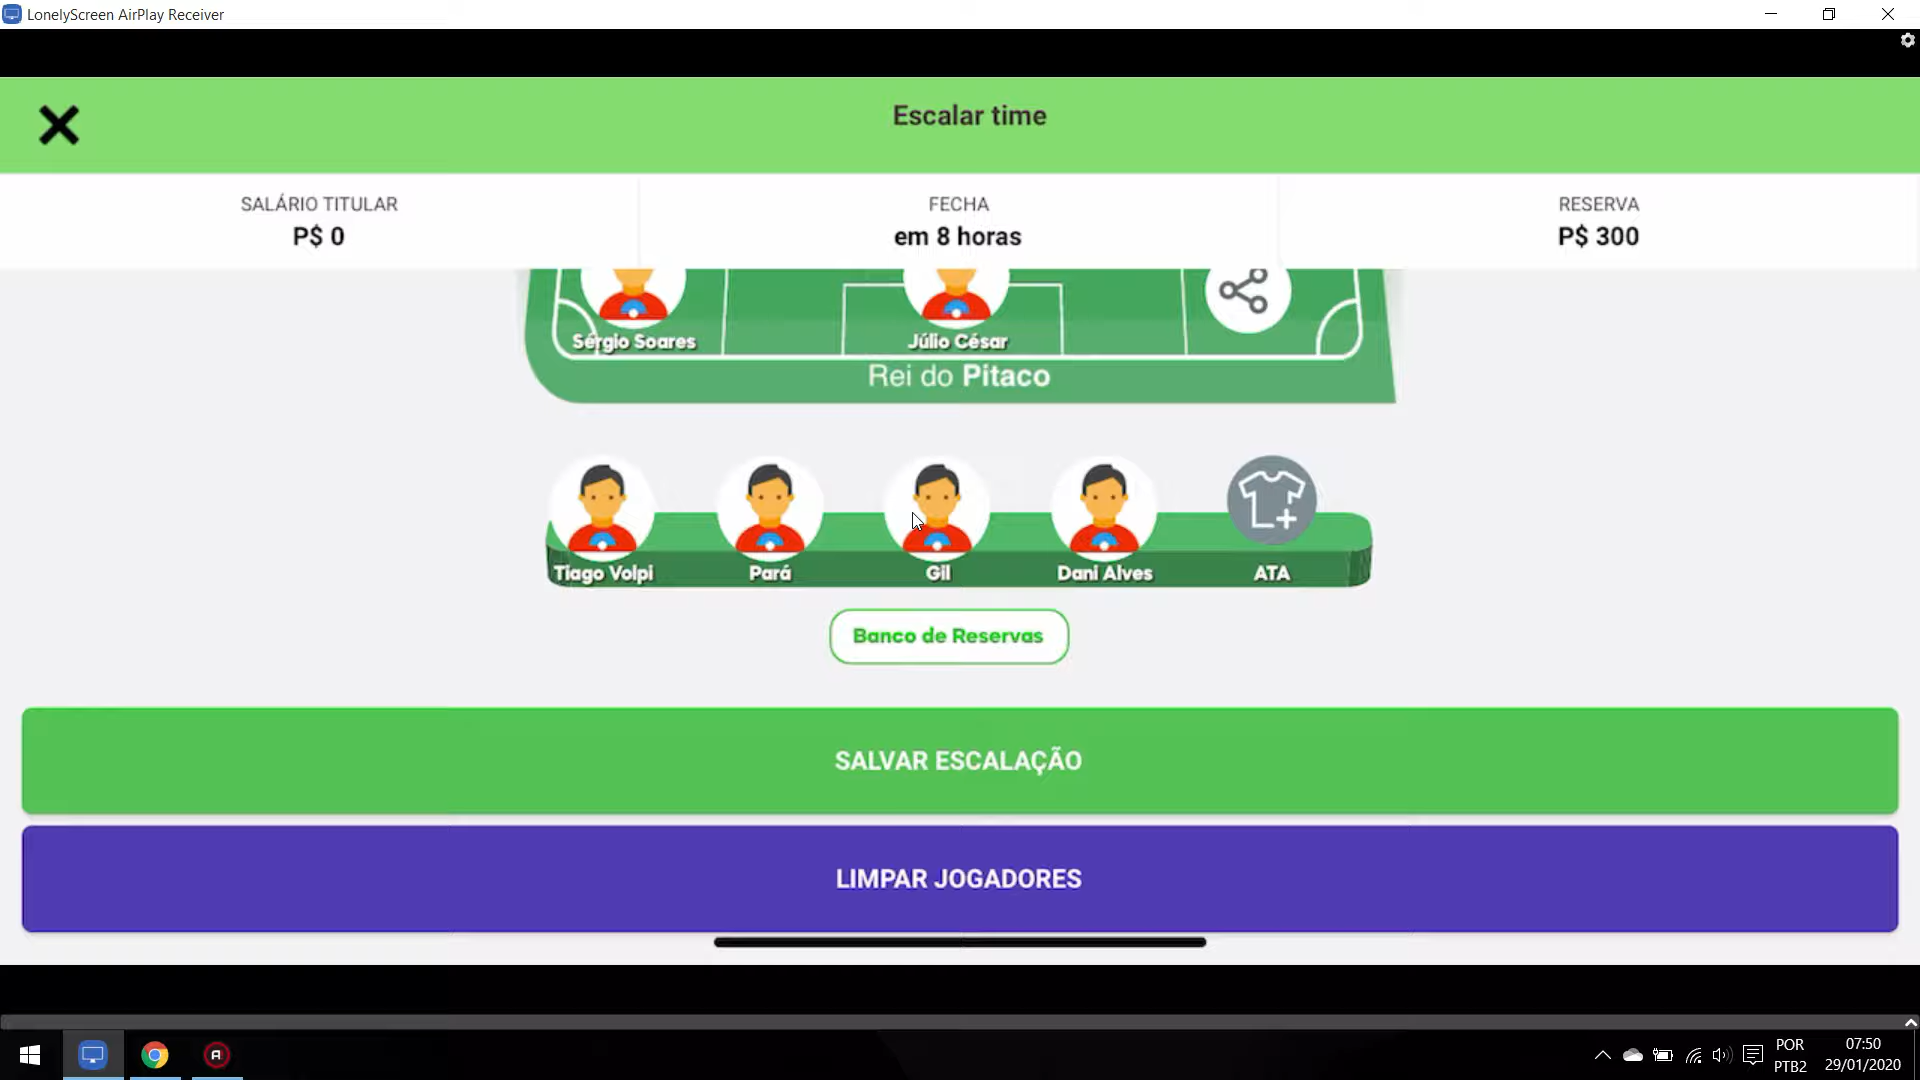 LonelyScreen AirPlay Receiver
Escalar time
SALÁRIO TITULAR
P$ 0
FECHA
em 8 horas
RESERVA
P$ 300
Sérgio Soares
Júlio César
Rei do Pitaco
Tiago Volpi
Pará
Gil
Dani Alves
ATA
Banco de Reservas
SALVAR ESCALAÇÃO
LIMPAR JOGADORES
POR
PTB2
07:50
29/01/2020